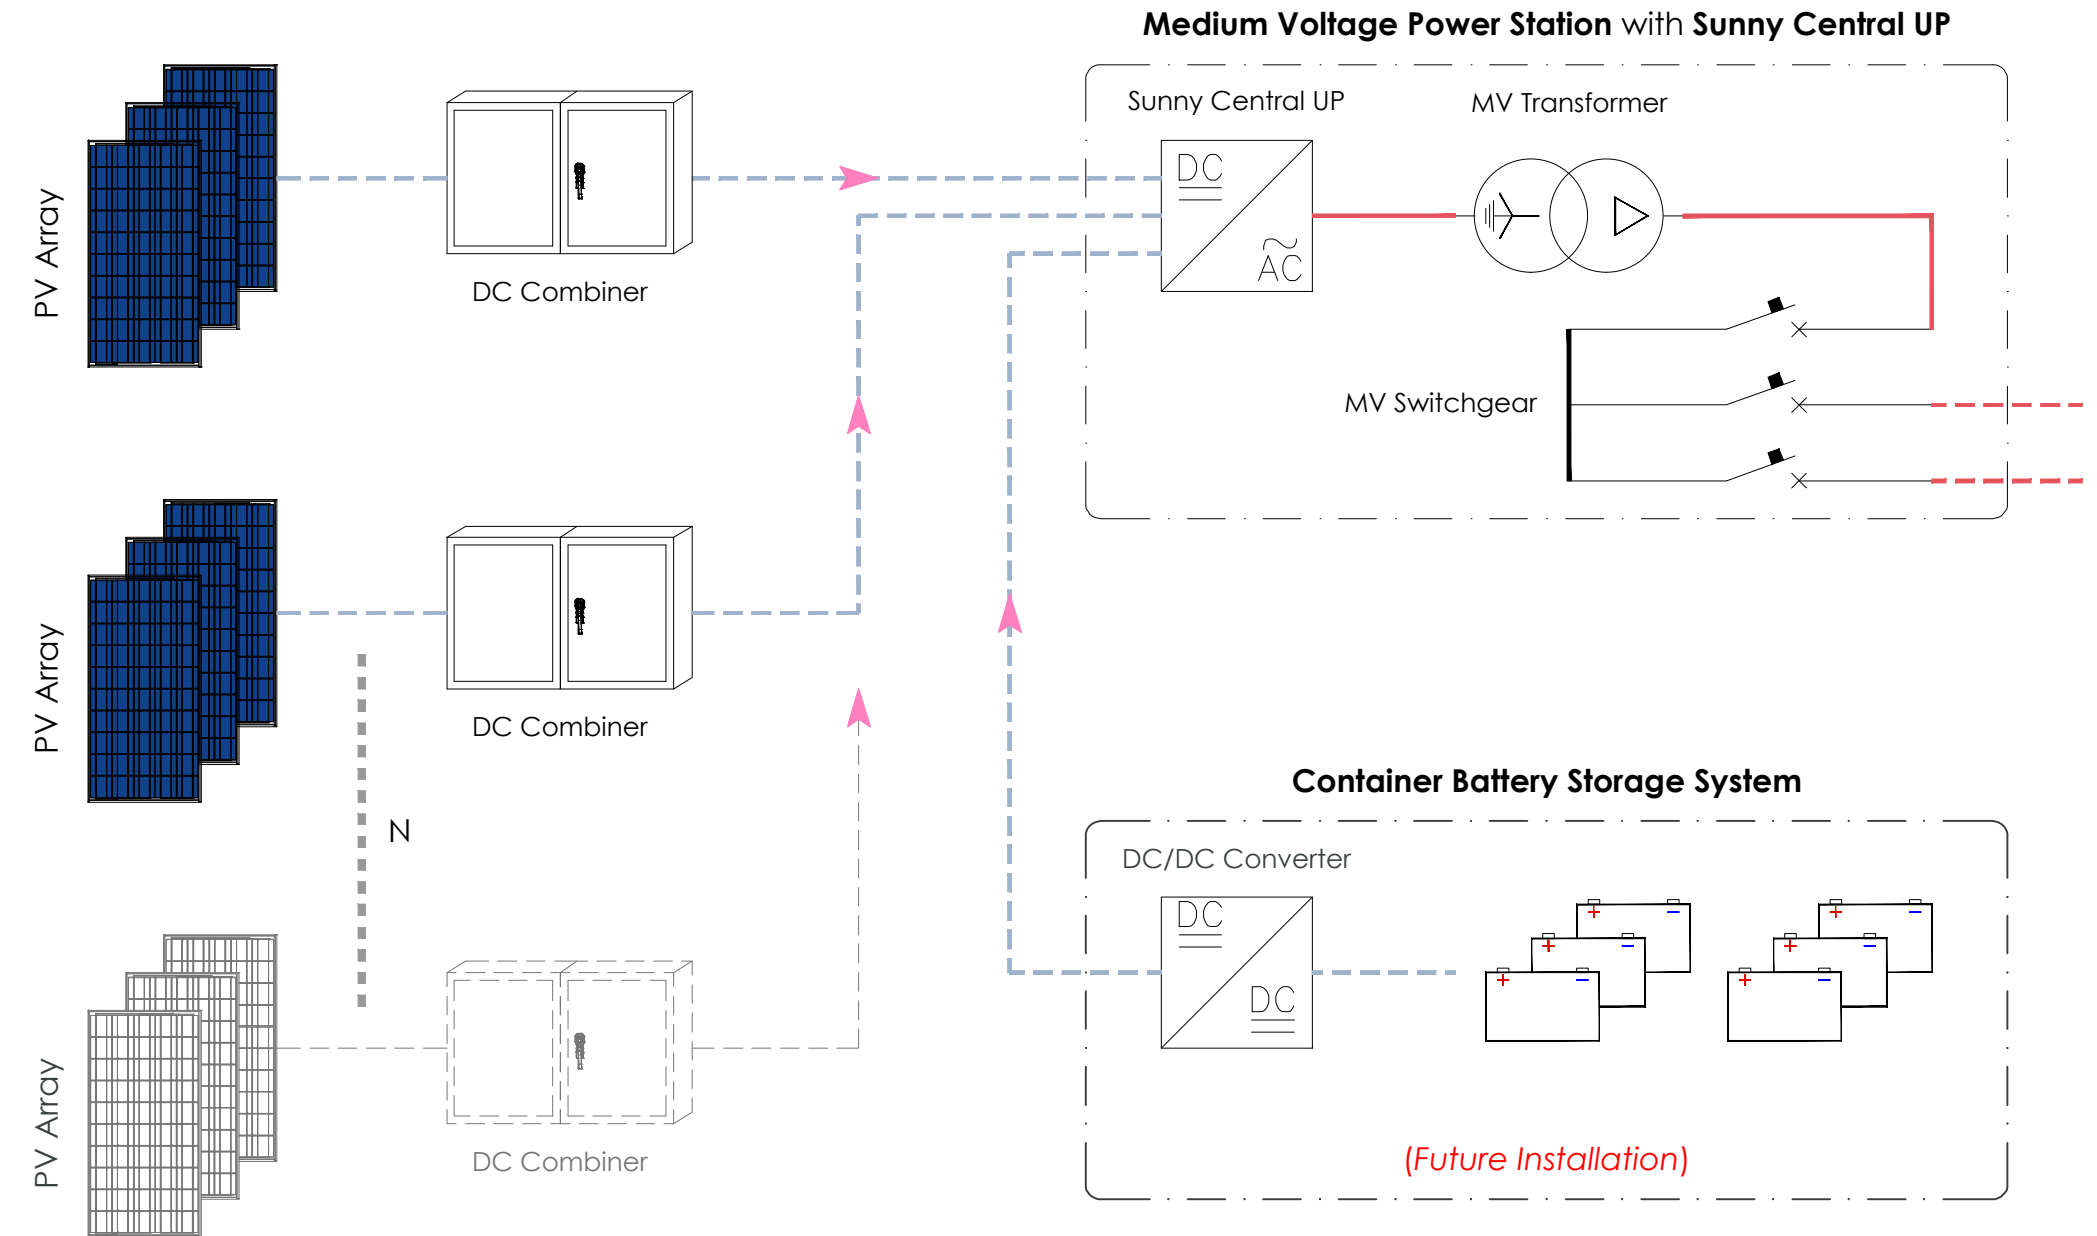 Medium Voltage Power Station with Sunny Central UP
Sunny Central UP
MV Transformer
PV Array
DC
AC
DC Combiner
MV Switchgear
PV Array
DC Combiner
N
Container Battery Storage System
DC/DC Converter
DC
DC
+ − + −
+ − + −
+ − + −
PV Array
DC Combiner
(Future Installation)